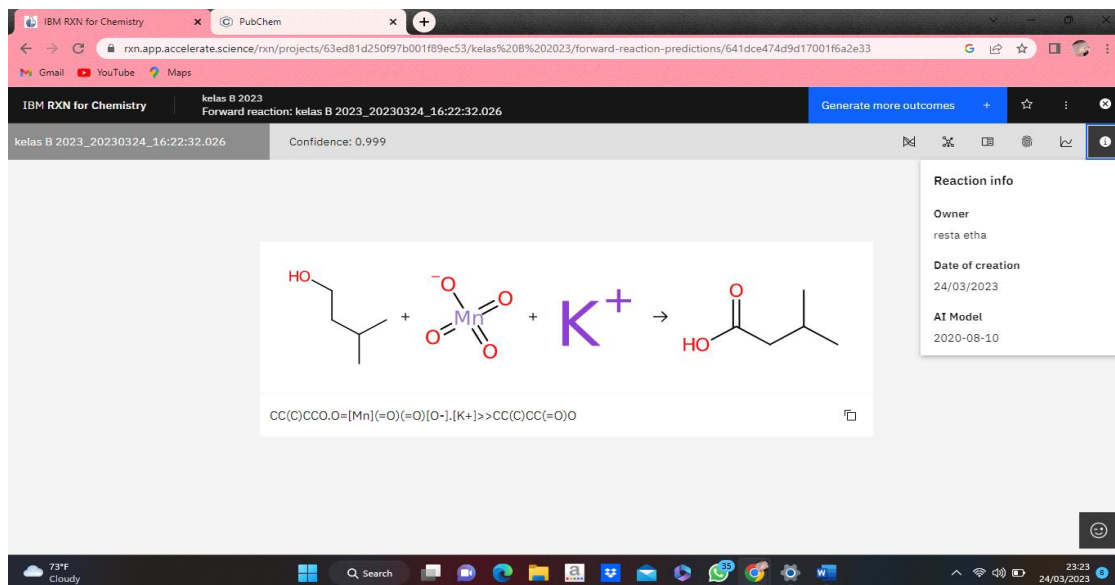 IBM RXN for Chemistry
PubChem
rxn.app.accelerate.science/rxn/projects/63ed81d250f97b001f89ec53/kelas%20B%202023/forward-reaction-predictions/641dce474d9d17001f6a2e33
Gmail YouTube Maps
IBM RXN for Chemistry
kelas B 2023
Forward reaction: kelas B 2023_20230324_16:22:32.026
Generate more outcomes +
kelas B 2023_20230324_16:22:32.026
Confidence: 0.999
Reaction info
Owner
resta etha
Date of creation
24/03/2023
AI Model
2020-08-10
HO
+
⁻O
O
Mn
O
O
+
K⁺
→
O
HO
CC(C)CCO.O=[Mn](=O)(=O)[O-].[K+]>>CC(C)CC(=O)O
73°F
Cloudy
Search
35
23:23
24/03/2023